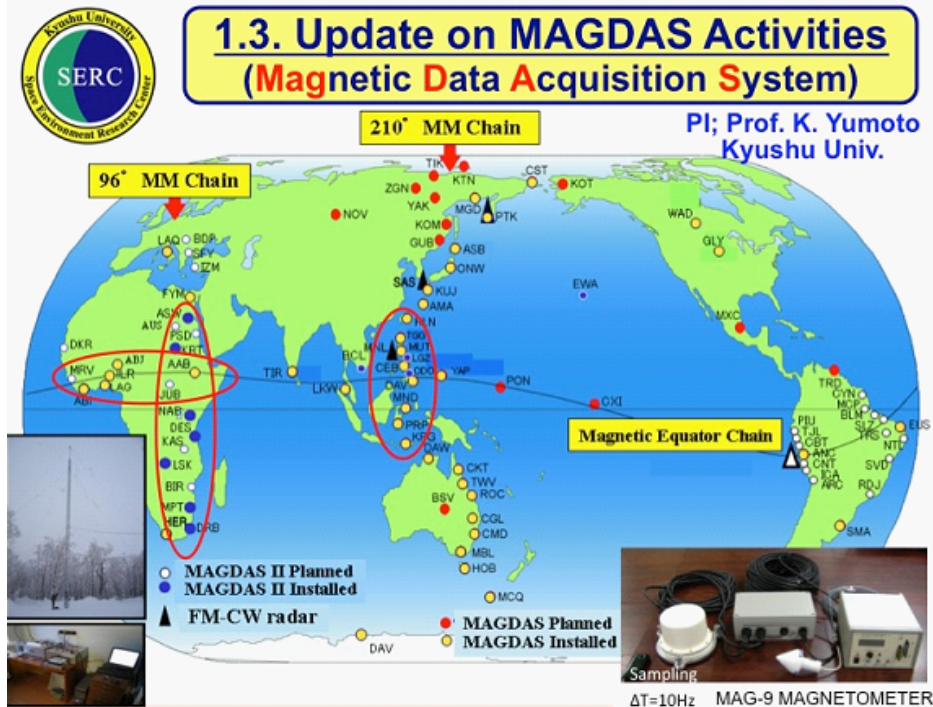 Kyushu University
SERC
Space Environment Research Center
1.3. Update on MAGDAS Activities
(Magnetic Data Acquisition System)
PI; Prof. K. Yumoto
Kyushu Univ.
210° MM Chain
96° MM Chain
TIK
KTN
CST
KOT
ZGN
YAK
MGD
PTK
NOV
KOM
GUB
WAD
GLY
LAQ
BDP
SFY
IZM
ASB
ONW
SAS
KUJ
AMA
EWA
FYM
ASW
AUS
PSD
KRT
HLN
TGG
MUT
MNL
LGZ
BCL
CEB
DAV
YAP
MND
PRP
KPG
DAW
MXC
DKR
MRV
ADJ
ILR
LAG
ABI
AAB
TIR
LKW
PON
CXI
JUB
NAB
DES
KAS
LSK
BIR
MPT
HER
DRB
TRD
CYN
MCP
BLM
SLZ
EUS
TRS
NTL
SVD
RDJ
SMA
PIU
TJL
CBT
ANC
CNT
ICA
ARC
Magnetic Equator Chain
CKT
TWV
ROC
BSV
CGL
CMD
MBL
HOB
MCQ
DAV
MAGDAS II Planned
MAGDAS II Installed
FM-CW radar
MAGDAS Planned
MAGDAS Installed
Sampling
ΔT=10Hz
MAG-9 MAGNETOMETER